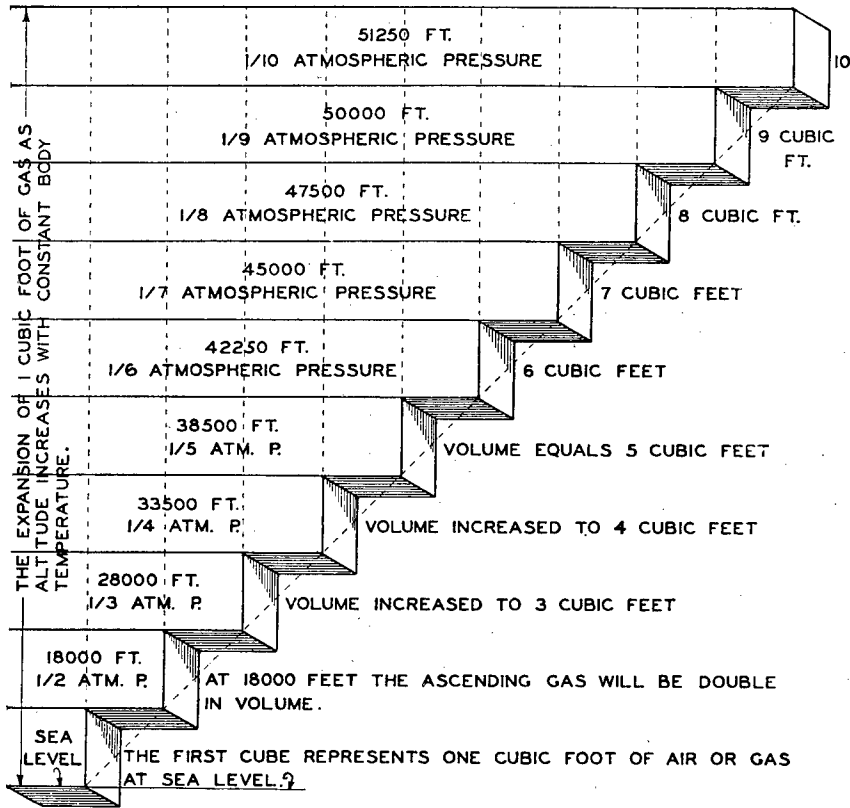 51250 FT.
1/10 ATMOSPHERIC PRESSURE
10
50000 FT.
1/9 ATMOSPHERIC PRESSURE
9 CUBIC
FT.
47500 FT.
1/8 ATMOSPHERIC PRESSURE
8 CUBIC FT.
45000 FT.
1/7 ATMOSPHERIC PRESSURE
7 CUBIC FEET
42250 FT.
1/6 ATMOSPHERIC PRESSURE
6 CUBIC FEET
38500 FT.
1/5 ATM. P.
VOLUME EQUALS 5 CUBIC FEET
33500 FT.
1/4 ATM. P.
VOLUME INCREASED TO 4 CUBIC FEET
28000 FT.
1/3 ATM. P.
VOLUME INCREASED TO 3 CUBIC FEET
18000 FT.
1/2 ATM. P.
AT 18000 FEET THE ASCENDING GAS WILL BE DOUBLE
IN VOLUME.
SEA
LEVEL
THE FIRST CUBE REPRESENTS ONE CUBIC FOOT OF AIR OR GAS
AT SEA LEVEL.
THE EXPANSION OF 1 CUBIC FOOT OF GAS AS
ALTITUDE INCREASES WITH CONSTANT BODY
TEMPERATURE.